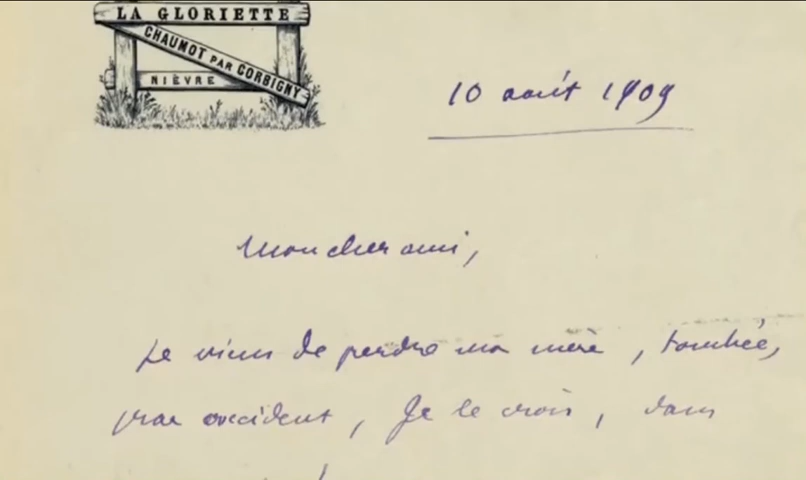 LA GLORIETTE
CHAUMOT PAR CORBIGNY
NIÈVRE
10 août 1909
Mon cher ami,
Je viens de perdre ma mère, tombée,
par accident, je le crois, dans